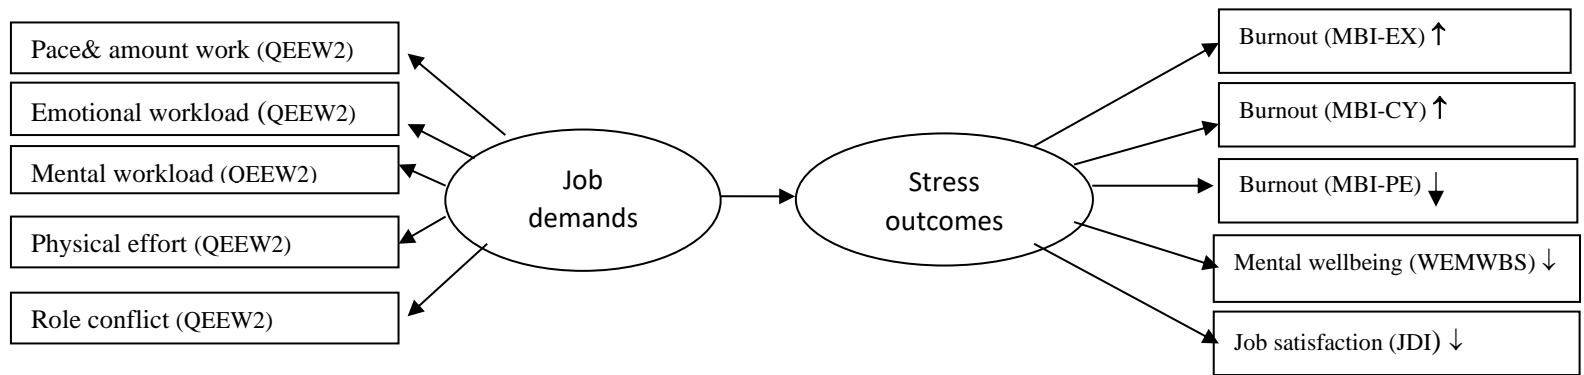 Pace& amount work (QEEW2)
Emotional workload (QEEW2)
Mental workload (QEEW2)
Physical effort (QEEW2)
Role conflict (QEEW2)
Job
demands
Stress
outcomes
Burnout (MBI-EX) ↑
Burnout (MBI-CY) ↑
Burnout (MBI-PE) ↓
Mental wellbeing (WEMWBS) ↓
Job satisfaction (JDI) ↓